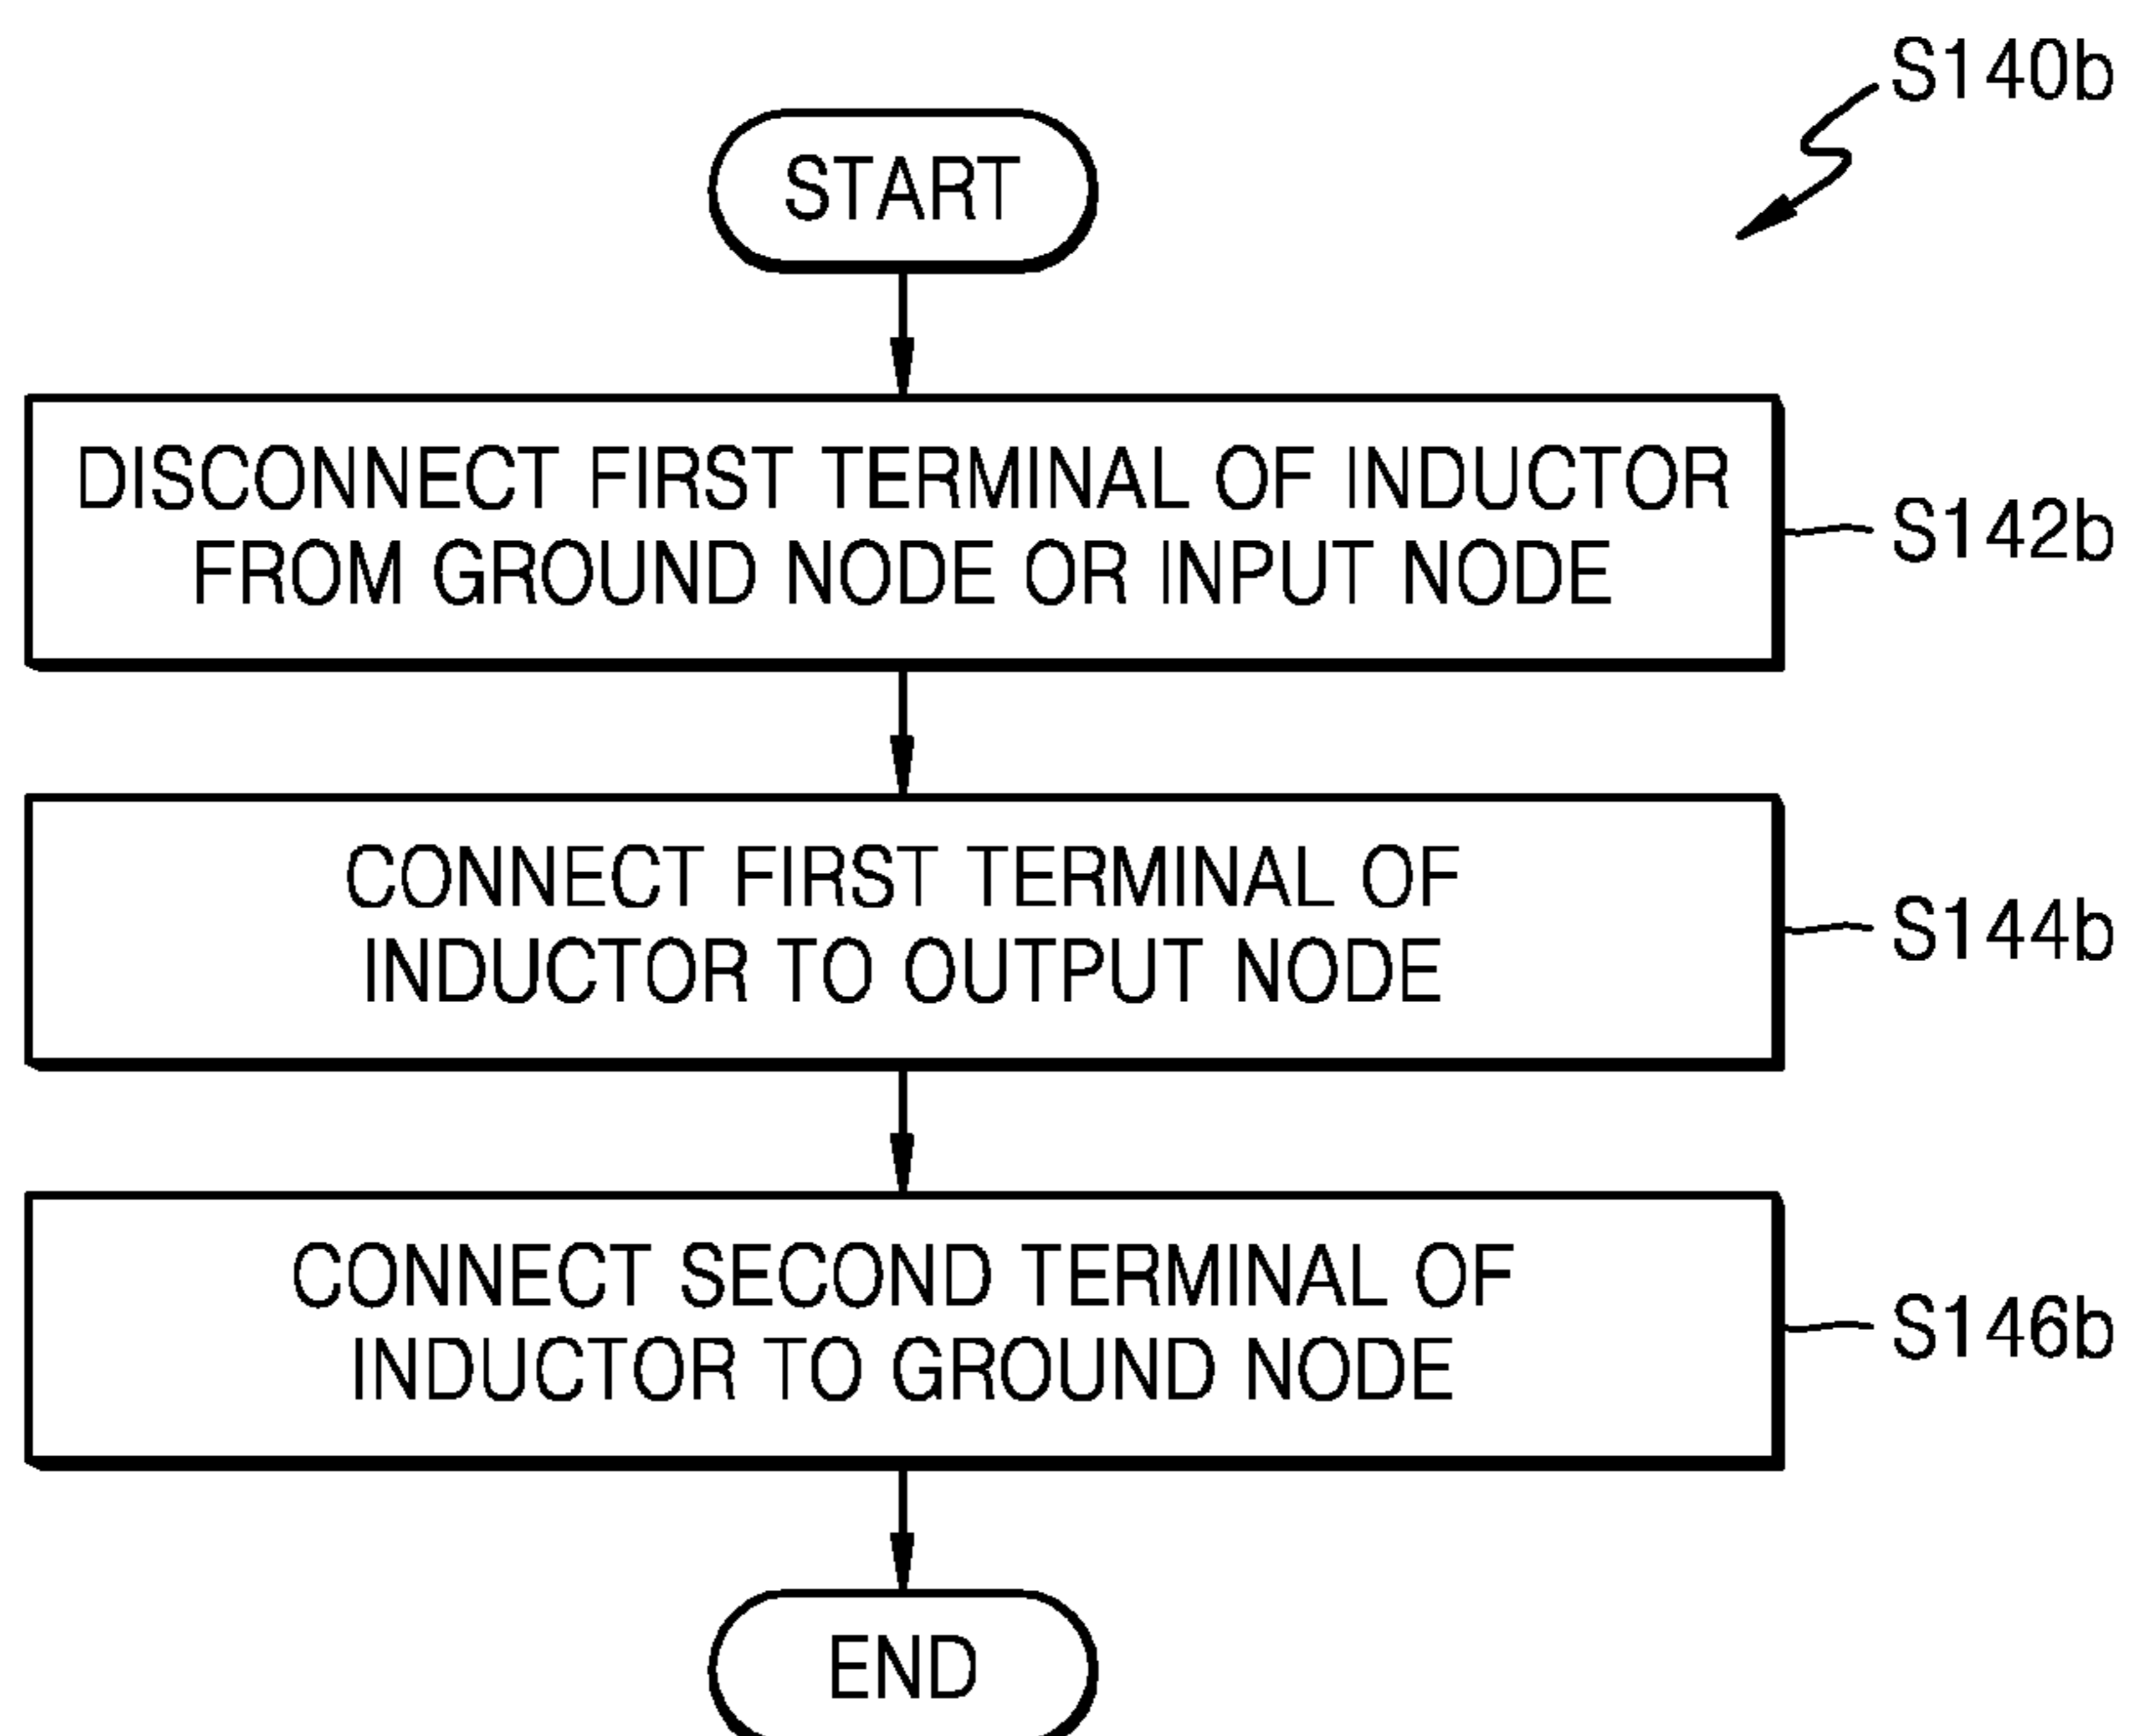 S140b
START
DISCONNECT FIRST TERMINAL OF INDUCTOR
FROM GROUND NODE OR INPUT NODE
S142b
CONNECT FIRST TERMINAL OF
INDUCTOR TO OUTPUT NODE
S144b
CONNECT SECOND TERMINAL OF
INDUCTOR TO GROUND NODE
S146b
END